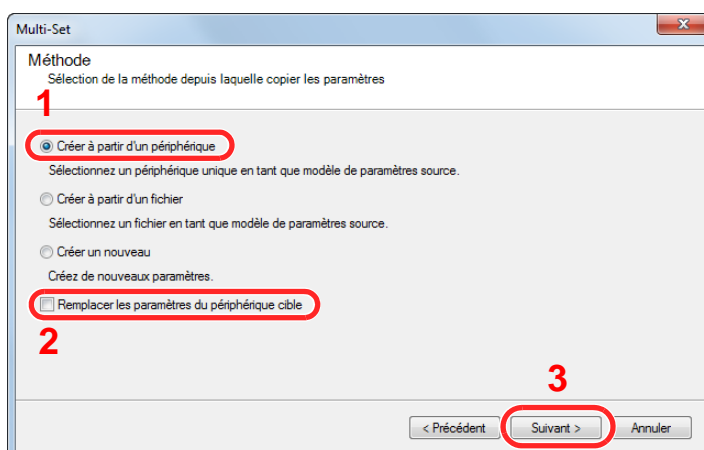 Multi-Set
Méthode
Sélection de la méthode depuis laquelle copier les paramètres
1
Créer à partir d'un périphérique
Sélectionnez un périphérique unique en tant que modèle de paramètres source.
Créer à partir d'un fichier
Sélectionnez un fichier en tant que modèle de paramètres source.
Créer un nouveau
Créez de nouveaux paramètres.
Remplacer les paramètres du périphérique cible
2
3
< Précédent
Suivant >
Annuler